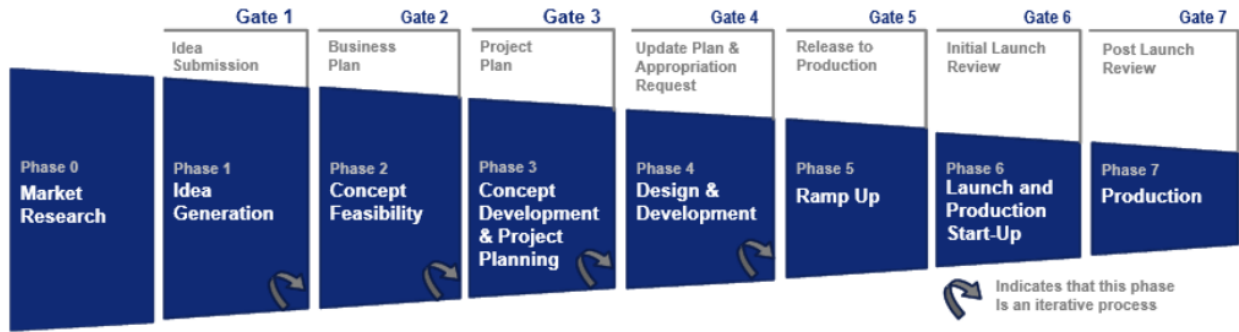 Gate 1
Gate 2
Gate 3
Gate 4
Gate 5
Gate 6
Gate 7
Idea
Submission
Business
Plan
Project
Plan
Update Plan &
Appropriation
Request
Release to
Production
Initial Launch
Review
Post Launch
Review
Phase 0
Market
Research
Phase 1
Idea
Generation
Phase 2
Concept
Feasibility
Phase 3
Concept
Development
& Project
Planning
Phase 4
Design &
Development
Phase 5
Ramp Up
Phase 6
Launch and
Production
Start-Up
Phase 7
Production
Indicates that this phase
Is an iterative process